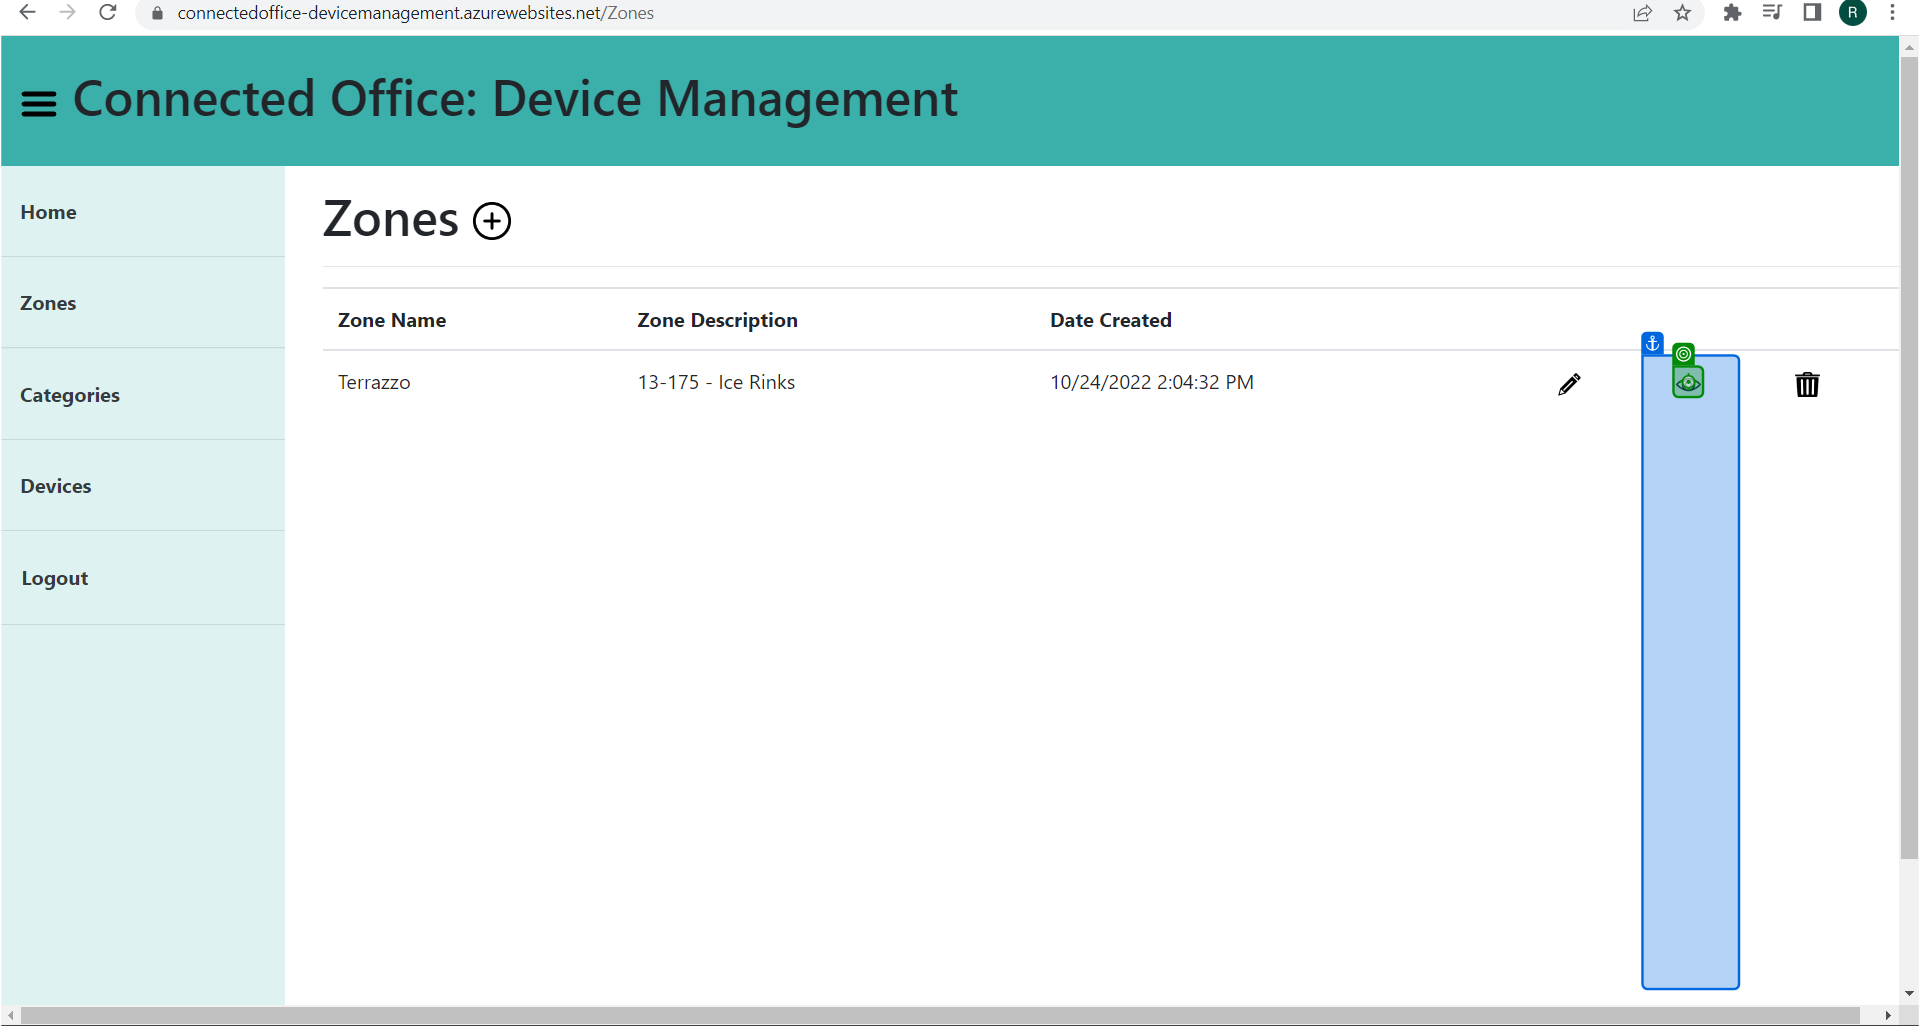 connectedoffice-devicemanagement.azurewebsites.net/Zones
R
Connected Office: Device Management
Home
Zones
Categories
Devices
Logout
Zones
Zone Name Zone Description Date Created
Terrazzo 13-175 - Ice Rinks 10/24/2022 2:04:32 PM